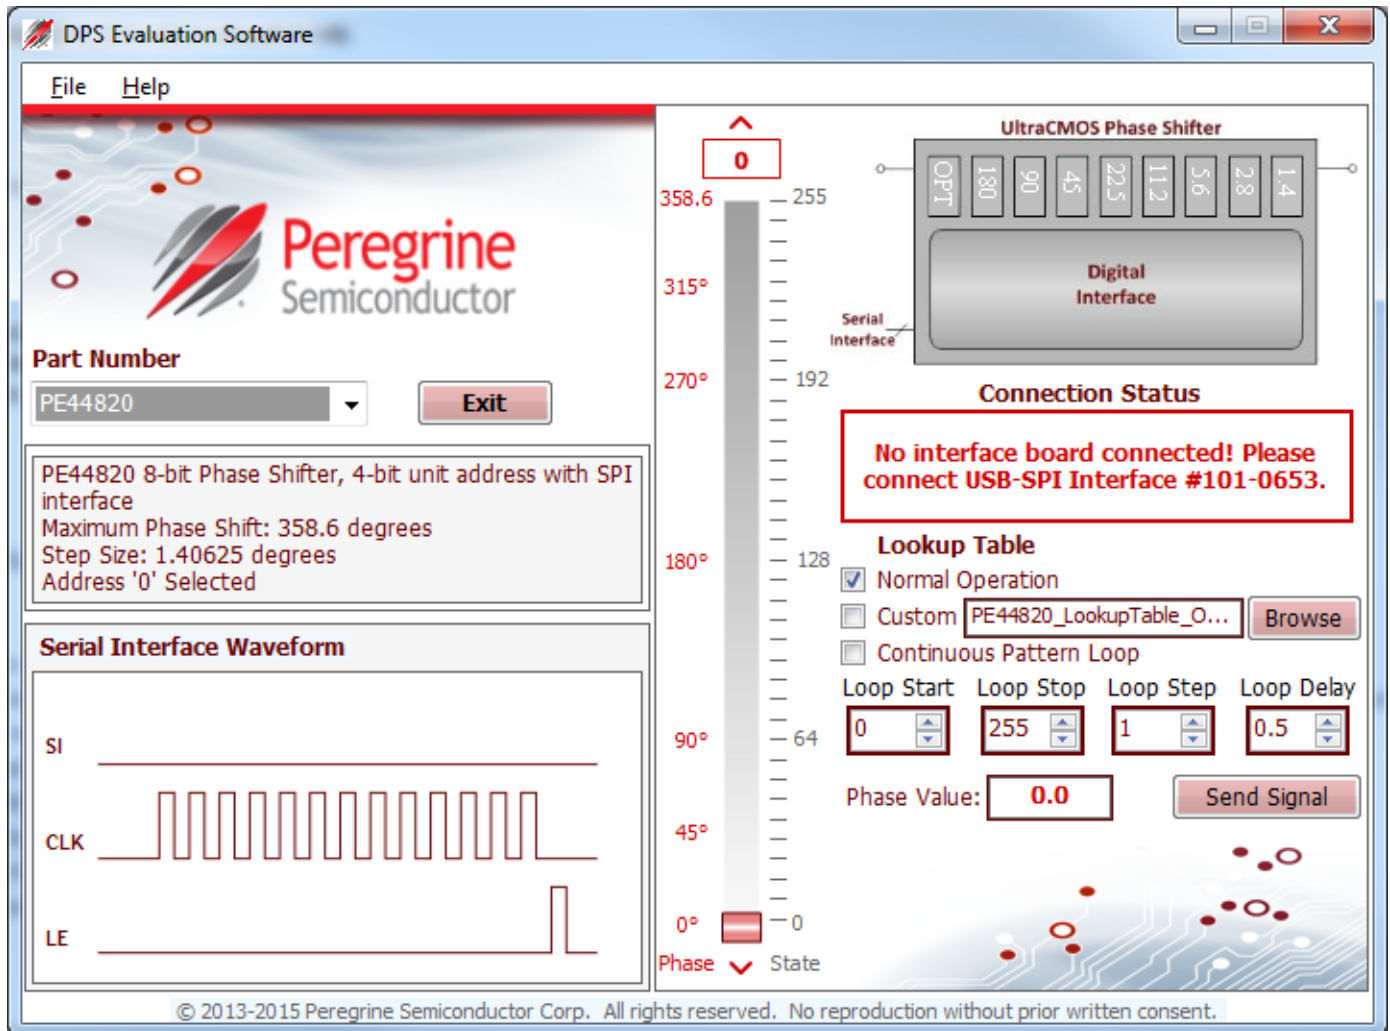 DPS Evaluation Software
File Help
Peregrine
Semiconductor
Part Number
PE44820
Exit
PE44820 8-bit Phase Shifter, 4-bit unit address with SPI
interface
Maximum Phase Shift: 358.6 degrees
Step Size: 1.40625 degrees
Address '0' Selected
Serial Interface Waveform
SI
CLK
LE
0
358.6 255
315°
270° 192
180° 128
90° 64
45°
0° 0
Phase State
UltraCMOS Phase Shifter
OPT 180 90 45 22.5 11.2 5.6 2.8 1.4
Digital
Interface
Serial
Interface
Connection Status
No interface board connected! Please
connect USB-SPI Interface #101-0653.
Lookup Table
Normal Operation
Custom PE44820_LookupTable_O... Browse
Continuous Pattern Loop
Loop Start Loop Stop Loop Step Loop Delay
0 255 1 0.5
Phase Value: 0.0 Send Signal
© 2013-2015 Peregrine Semiconductor Corp. All rights reserved. No reproduction without prior written consent.